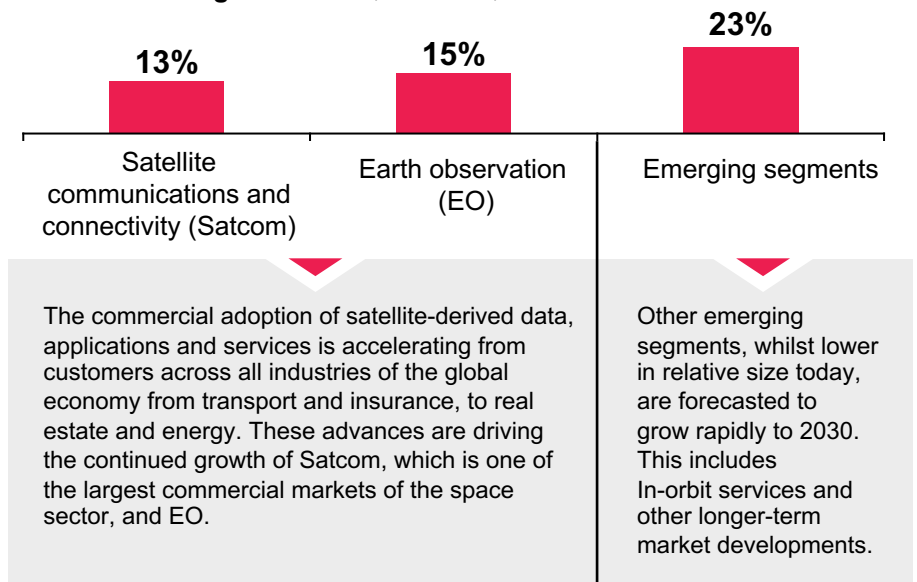 13%
15%
23%
Satellite
communications and
connectivity (Satcom)
Earth observation
(EO)
Emerging segments
The commercial adoption of satellite-derived data,
applications and services is accelerating from
customers across all industries of the global
economy from transport and insurance, to real
estate and energy. These advances are driving
the continued growth of Satcom, which is one of
the largest commercial markets of the space
sector, and EO.
Other emerging
segments, whilst lower
in relative size today,
are forecasted to
grow rapidly to 2030.
This includes
In-orbit services and
other longer-term
market developments.